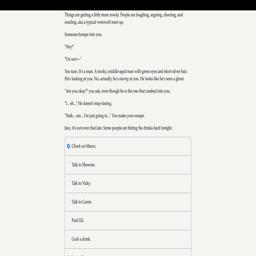 Things are getting a little more rowdy. People are laughing, arguing, cheering, and
snarling, aka a typical werewolf meet up.
Someone bumps into you.
"Hey!"
"I'm sorr—"
You turn. It's a man. A stocky, middle-aged man with green eyes and short silver hair.
He's looking at you. No, actually, he's staring at you. He looks like he's seen a ghost.
"Are you okay?" you ask, even though he is the one that crashed into you.
"I... uh..." He doesn't stop staring.
"Yeah... um... I'm just going to..." You make your escape.
Jeez, it's not even that late. Some people are hitting the drinks hard tonight.
Check on Marco.
Talk to Shawnie.
Talk to Vicky.
Talk to Carrie.
Find Ed.
Grab a drink.